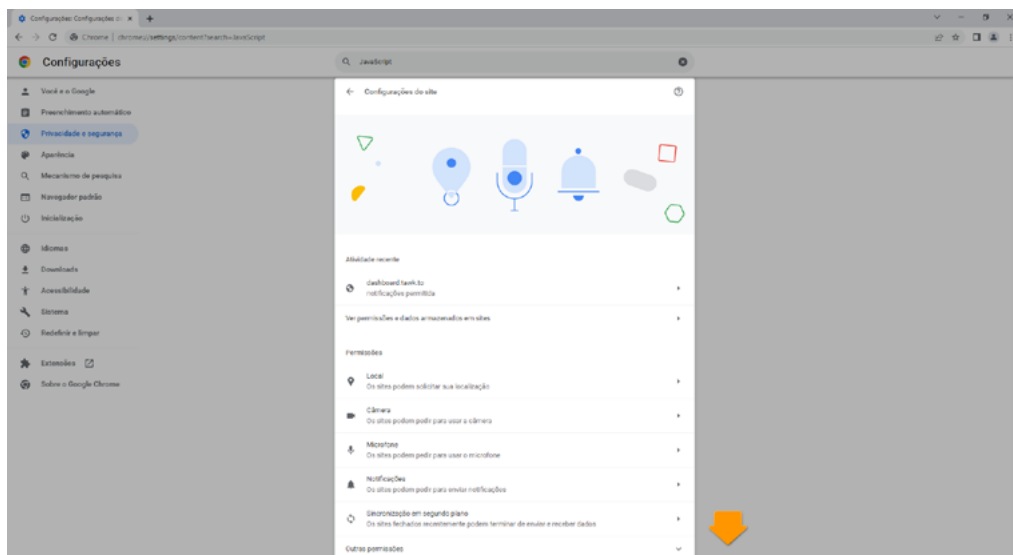 Configurações: Configurações do
Chrome | chrome://settings/content?search=JavaScript
Configurações
JavaScript
Você e o Google
Preenchimento automático
Privacidade e segurança
Aparência
Mecanismo de pesquisa
Navegador padrão
Inicialização
Idiomas
Downloads
Acessibilidade
Sistema
Redefinir e limpar
Extensões
Sobre o Google Chrome
Configurações do site
Atividade recente
dashboard.tawk.to
notificações permitida
Ver permissões e dados armazenados em sites
Permissões
Local
Os sites podem solicitar sua localização
Câmera
Os sites podem pedir para usar a câmera
Microfone
Os sites podem pedir para usar o microfone
Notificações
Os sites podem pedir para enviar notificações
Sincronização em segundo plano
Os sites fechados recentemente podem terminar de enviar e receber dados
Outras permissões